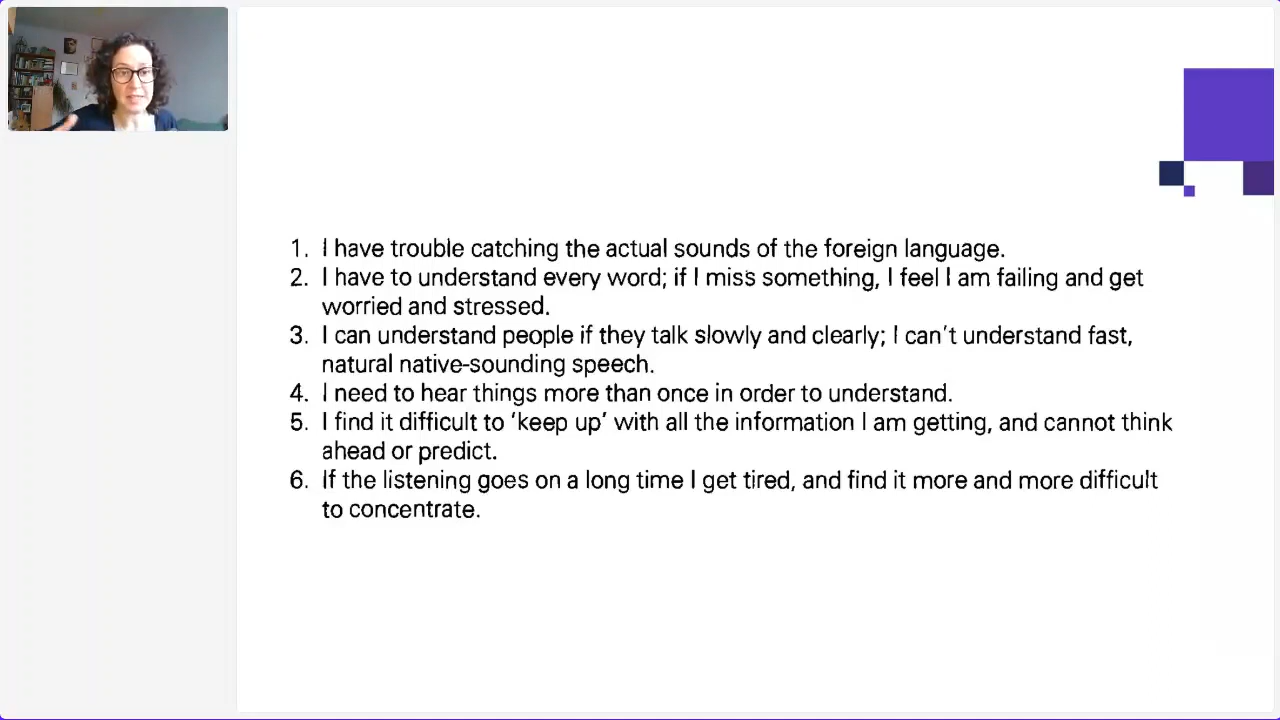 1. I have trouble catching the actual sounds of the foreign language.
2. I have to understand every word; if I miss something, I feel I am failing and get
worried and stressed.
3. I can understand people if they talk slowly and clearly; I can't understand fast,
natural native-sounding speech.
4. I need to hear things more than once in order to understand.
5. I find it difficult to ‘keep up’ with all the information I am getting, and cannot think
ahead or predict.
6. If the listening goes on a long time I get tired, and find it more and more difficult
to concentrate.